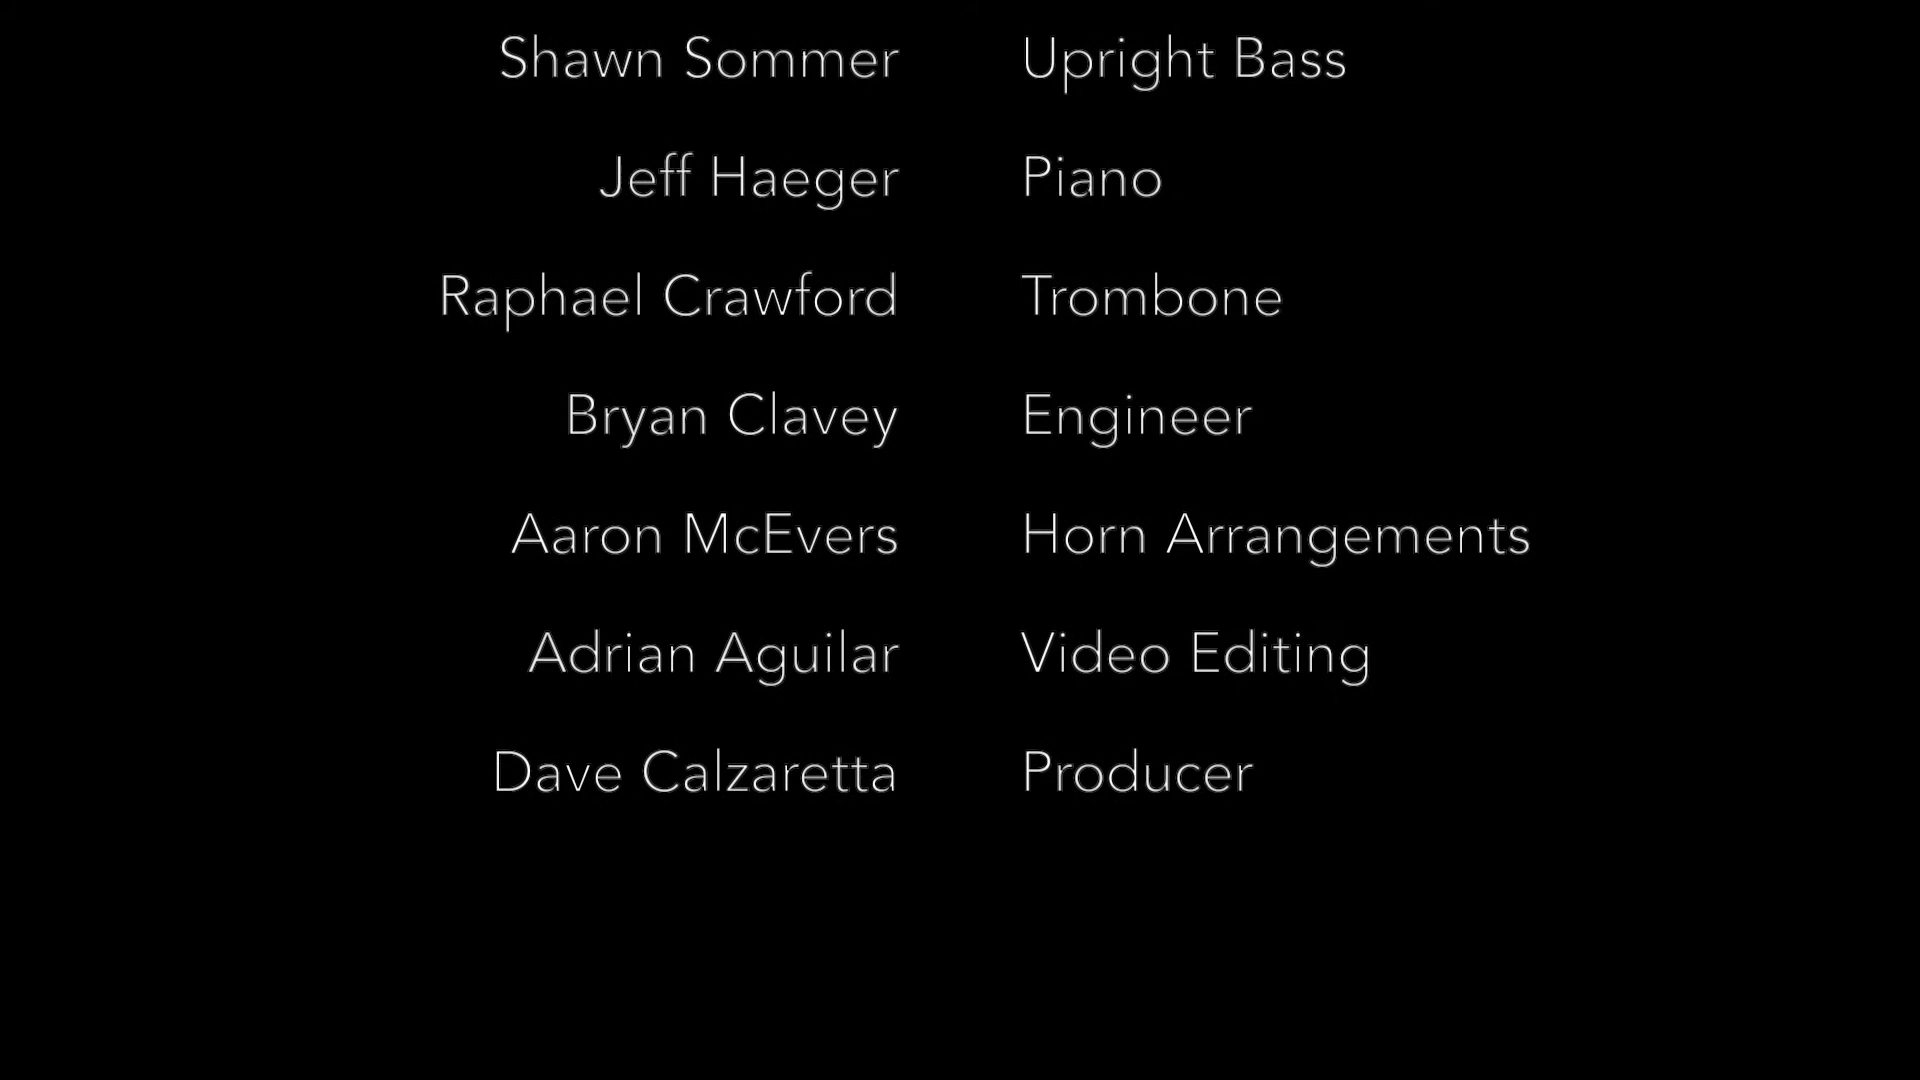 Shawn Sommer Upright Bass
Jeff Haeger Piano
Raphael Crawford Trombone
Bryan Clavey Engineer
Aaron McEvers Horn Arrangements
Adrian Aguilar Video Editing
Dave Calzaretta Producer